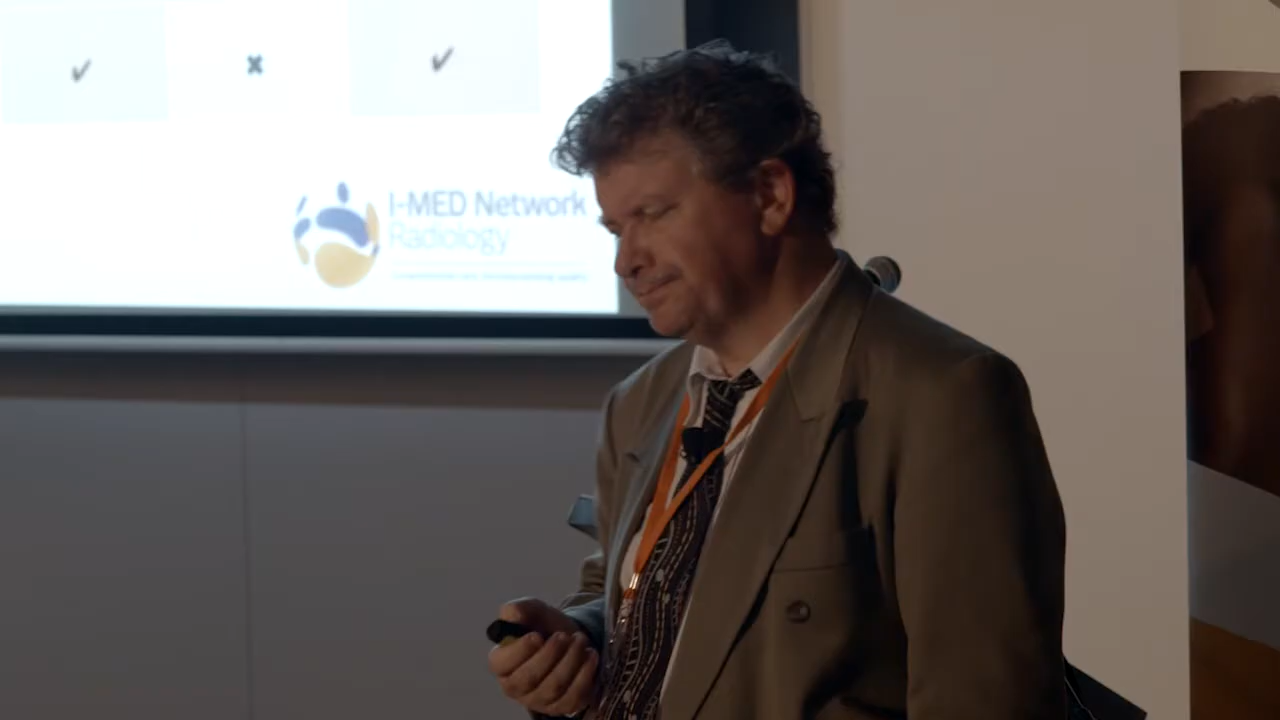 ✔ ✖ ✔
I-MED Network
Radiology